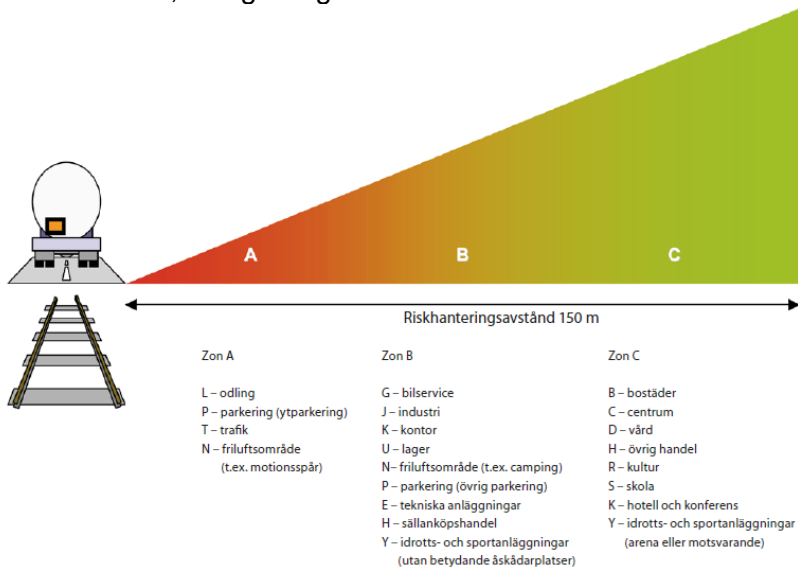 A
B
C
Riskhanteringsavstånd 150 m
Zon A
L – odling
P – parkering (ytparkering)
T – trafik
N – friluftsområde
(t.ex. motionsspår)
Zon B
G – bilservice
J – industri
K – kontor
U – lager
N – friluftsområde (t.ex. camping)
P – parkering (övrig parkering)
E – tekniska anläggningar
H – sällanköpshandel
Y – idrotts- och sportanläggningar
(utan betydande åskådarplatser)
Zon C
B – bostäder
C – centrum
D – vård
H – övrig handel
R – kultur
S – skola
K – hotell och konferens
Y – idrotts- och sportanläggningar
(arena eller motsvarande)